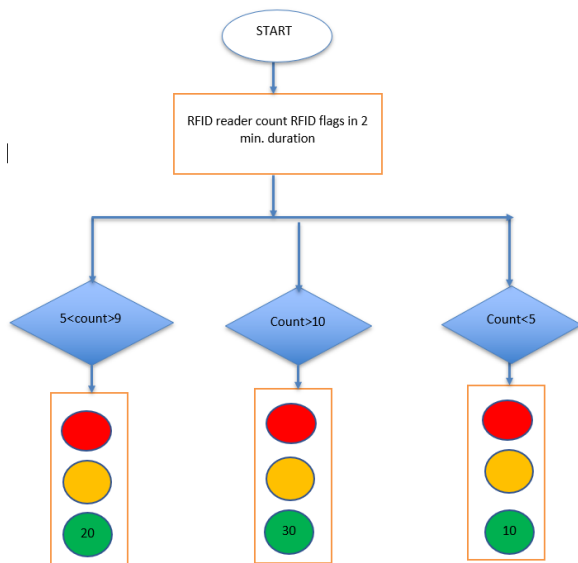 START
RFID reader count RFID flags in 2
min. duration
5<count>9
Count>10
Count<5
20
30
10